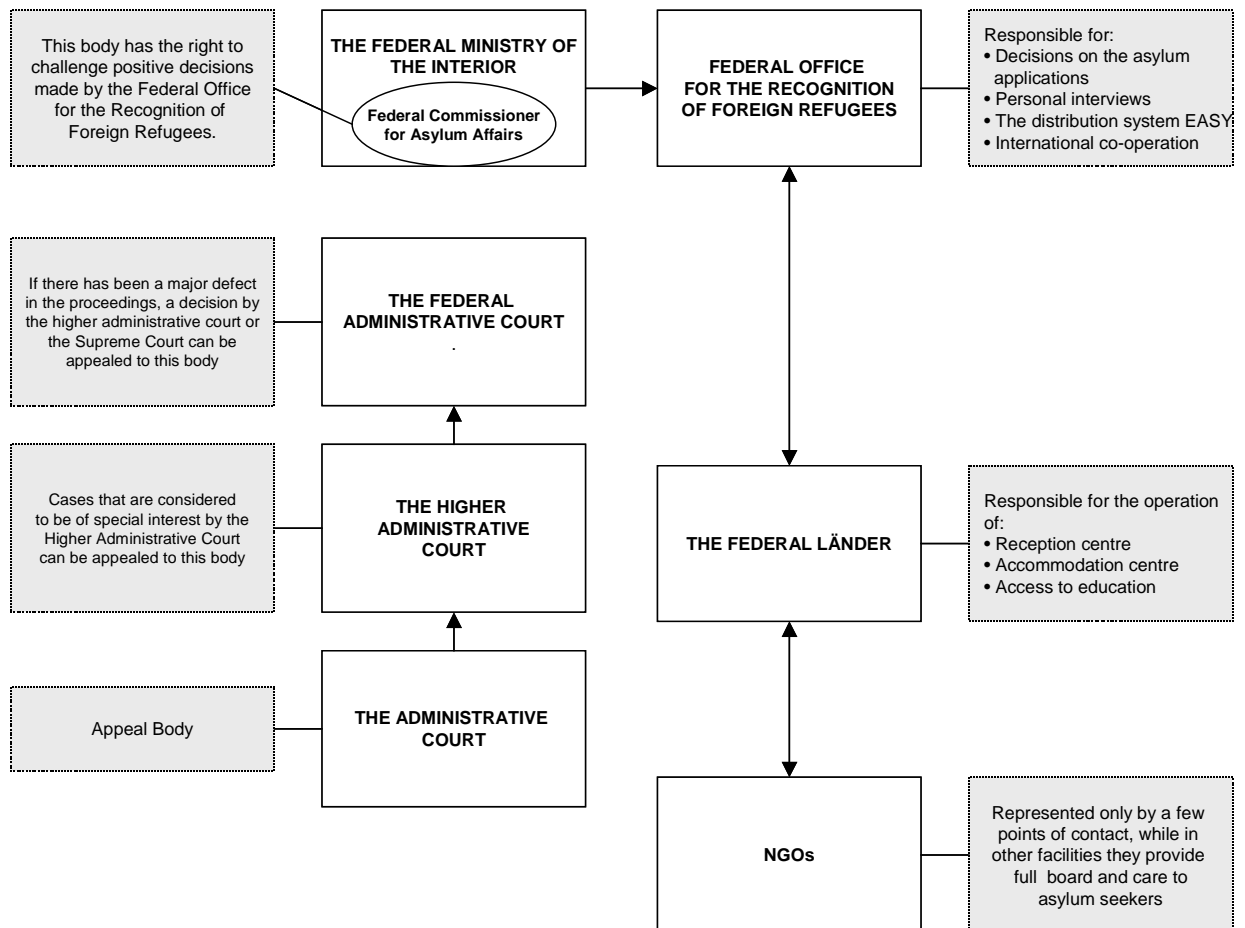 This body has the right to
challenge positive decisions
made by the Federal Office
for the Recognition of
Foreign Refugees.
THE FEDERAL MINISTRY OF
THE INTERIOR
Federal Commissioner
for Asylum Affairs
FEDERAL OFFICE
FOR THE RECOGNITION
OF FOREIGN REFUGEES
Responsible for:
• Decisions on the asylum
applications
• Personal interviews
• The distribution system EASY
• International co-operation
If there has been a major defect
in the proceedings, a decision by
the higher administrative court or
the Supreme Court can be
appealed to this body
THE FEDERAL
ADMINISTRATIVE COURT
.
Cases that are considered
to be of special interest by the
Higher Administrative Court
can be appealed to this body
THE HIGHER
ADMINISTRATIVE
COURT
THE FEDERAL LÄNDER
Responsible for the operation
of:
• Reception centre
• Accommodation centre
• Access to education
Appeal Body
THE ADMINISTRATIVE
COURT
NGOs
Represented only by a few
points of contact, while in
other facilities they provide
full board and care to
asylum seekers